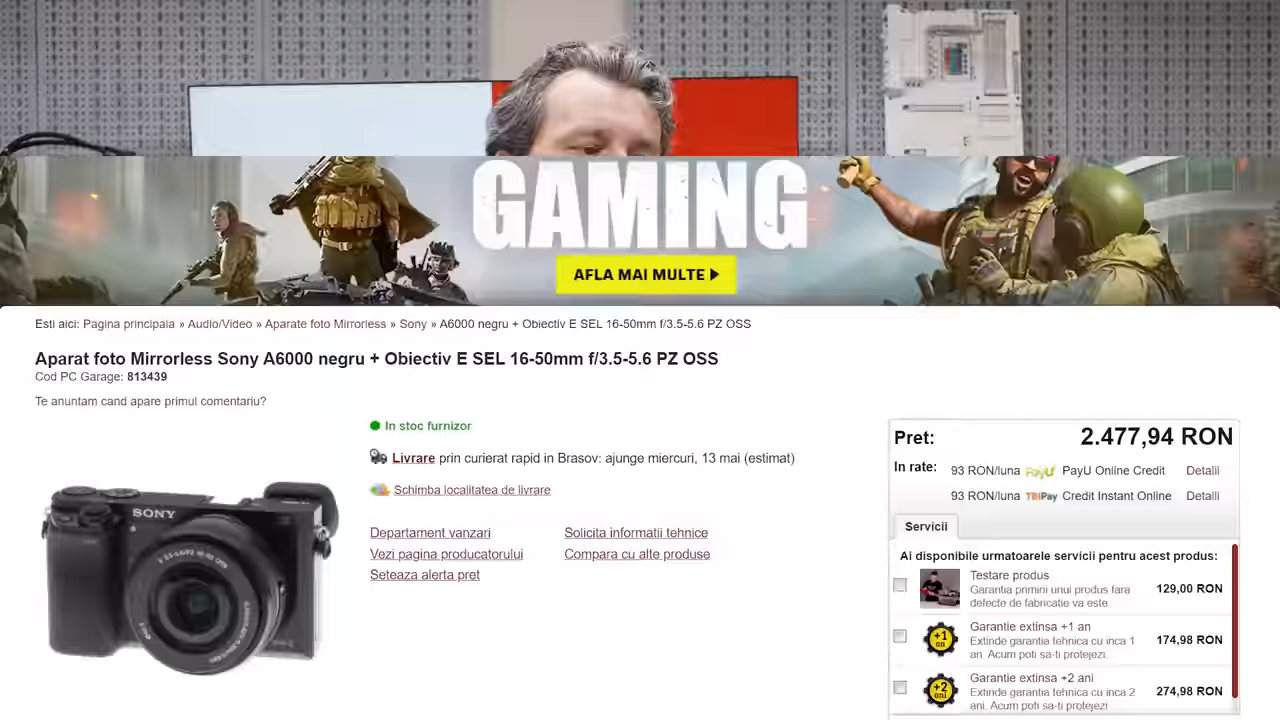 GAMING
AFLA MAI MULTE
Esti aici: Pagina principala » Audio/Video » Aparate foto Mirrorless » Sony » A6000 negru + Obiectiv E SEL 16-50mm f/3.5-5.6 PZ OSS
Aparat foto Mirrorless Sony A6000 negru + Obiectiv E SEL 16-50mm f/3.5-5.6 PZ OSS
Cod PC Garage: 813439
Te anuntam cand apare primul comentariu?
In stoc furnizor
Livrare prin curierat rapid in Brasov: ajunge miercuri, 13 mai (estimat)
Schimba localitatea de livrare
Departament vanzari
Solicita informatii tehnice
Vezi pagina producatorului
Compara cu alte produse
Seteaza alerta pret
SONY
Pret: 2.477,94 RON
In rate: 93 RON/luna PayU PayU Online Credit Detalii
93 RON/luna TBIPay Credit Instant Online Detalii
Servicii
Ai disponibile urmatoarele servicii pentru acest produs:
Testare produs
Garantia primirii unui produs fara
defecte de fabricatie va este
129,00 RON
+1 an
Garantie extinsa +1 an
Extinde garantia tehnica cu inca 1
an. Acum poti sa-ti protejezi.
174,98 RON
+2 ani
Garantie extinsa +2 ani
Extinde garantia tehnica cu inca 2
ani. Acum poti sa-ti protejezi
274,98 RON